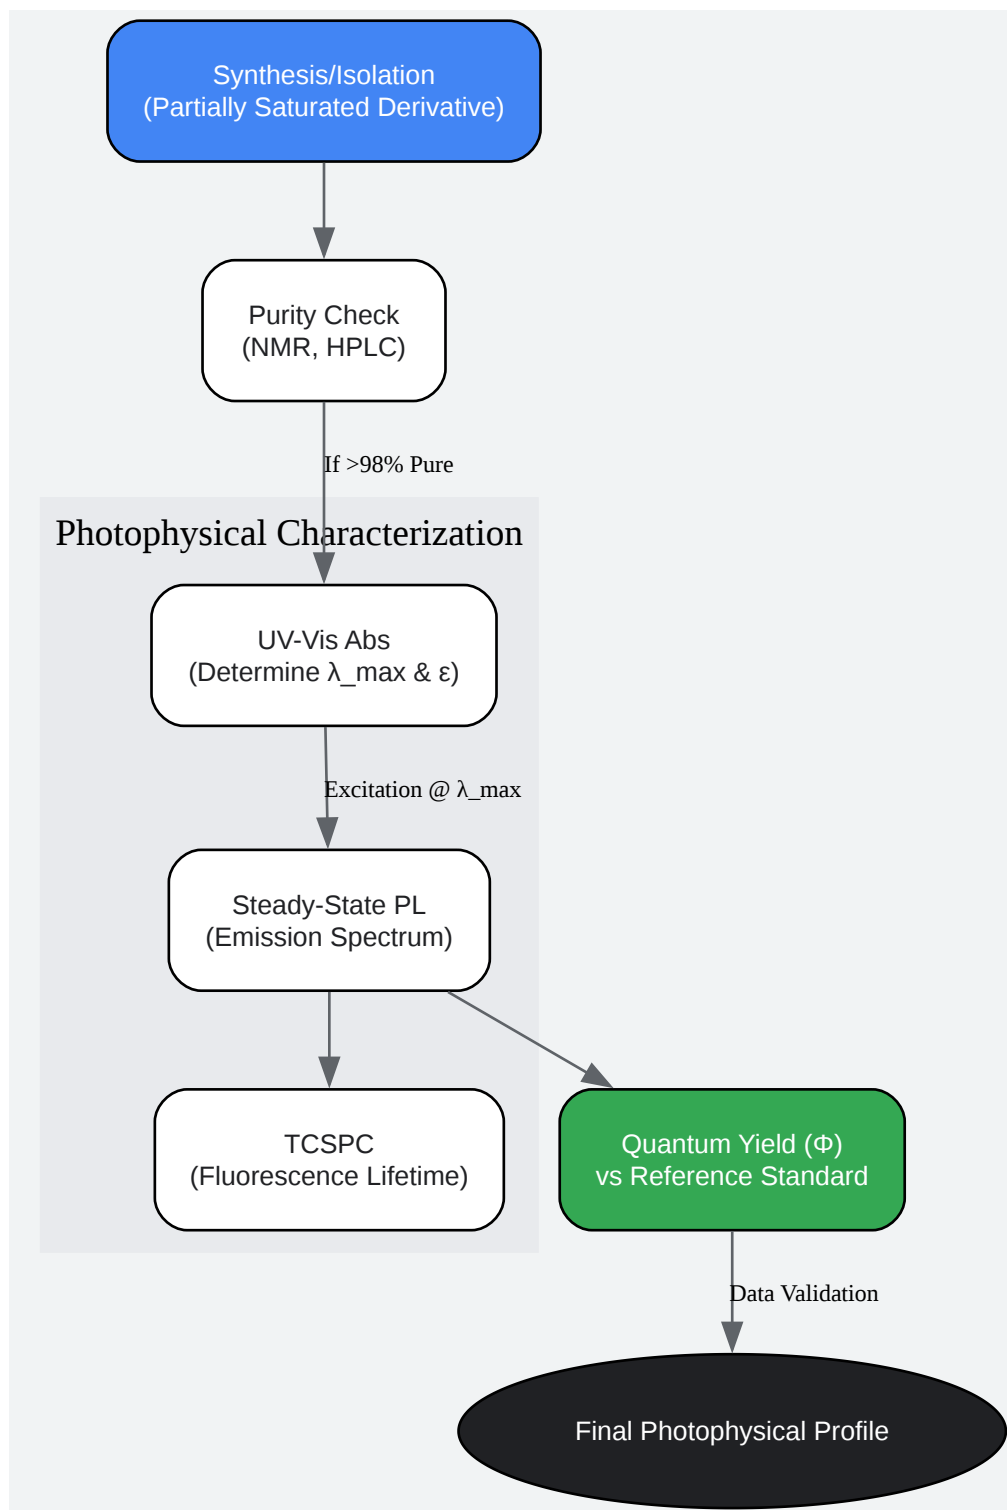 Synthesis/Isolation
(Partially Saturated Derivative)
Purity Check
(NMR, HPLC)
If >98% Pure
Photophysical Characterization
UV-Vis Abs
(Determine λ_max & ε)
Excitation @ λ_max
Steady-State PL
(Emission Spectrum)
TCSPC
(Fluorescence Lifetime)
Quantum Yield (Φ)
vs Reference Standard
Data Validation
Final Photophysical Profile